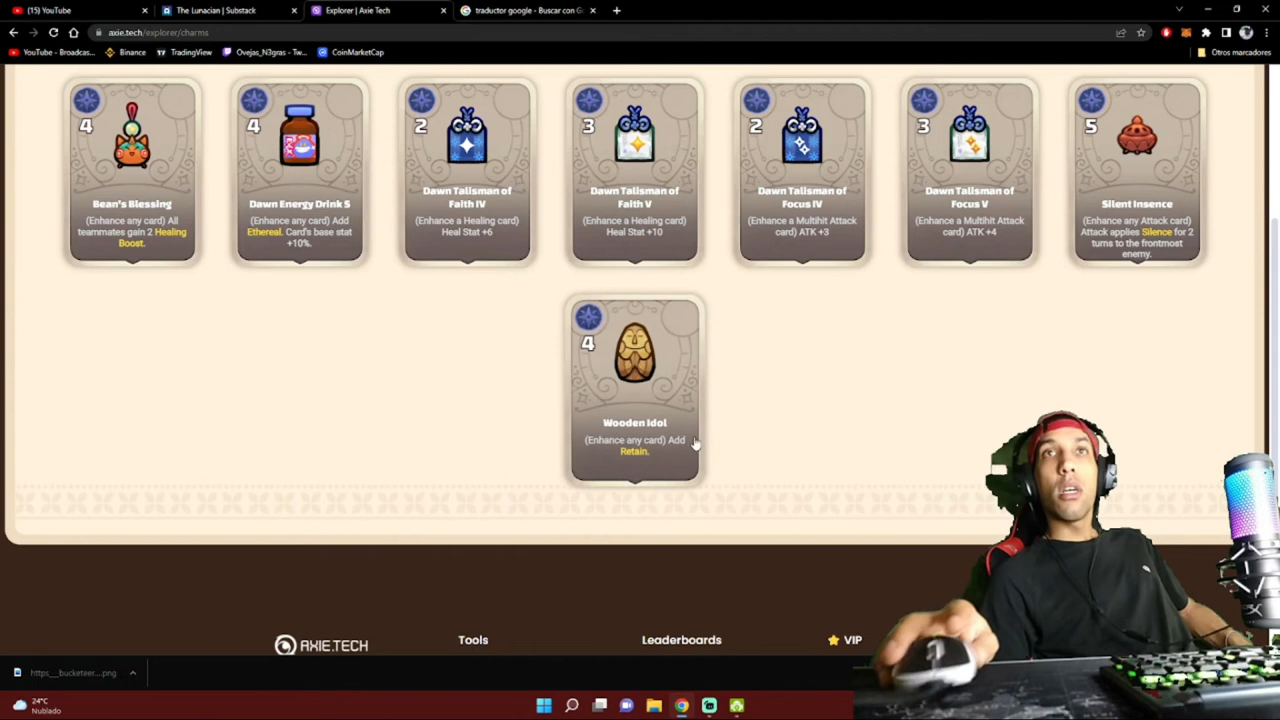 (15) YouTube
The Lunacian | Substack
Explorer | Axie Tech
traductor google - Buscar con G
axie.tech/explorer/charms
YouTube - Broadcas...
Binance
TradingView
Ovejas_N3gras - Tw...
CoinMarketCap
Otros marcadores
4
Bean's Blessing
(Enhance any card) All
teammates gain 2 Healing
Boost.
4
Dawn Energy Drink S
(Enhance any card) Add
Ethereal. Card's base stat
+10%.
2
Dawn Talisman of
Faith IV
(Enhance a Healing card)
Heal Stat +6
3
Dawn Talisman of
Faith V
(Enhance a Healing card)
Heal Stat +10
2
Dawn Talisman of
Focus IV
(Enhance a Multihit Attack
card) ATK +3
3
Dawn Talisman of
Focus V
(Enhance a Multihit Attack
card) ATK +4
5
Silent Insence
(Enhance any Attack card)
Attack applies Silence for 2
turns to the frontmost
enemy.
4
Wooden Idol
(Enhance any card) Add
Retain.
AXIE.TECH
Tools
Leaderboards
VIP
https__bucketeer....png
24°C
Nublado